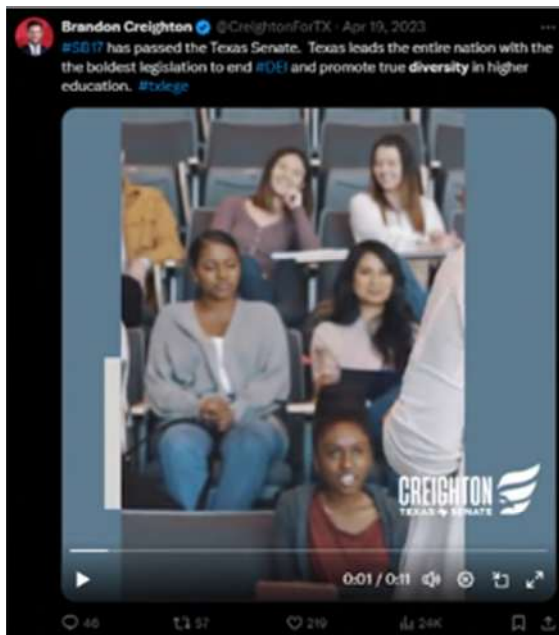 Brandon Creighton @CreightonForTX · Apr 19, 2023
#SB17 has passed the Texas Senate. Texas leads the entire nation with the
the boldest legislation to end #DEI and promote true diversity in higher
education. #txlege
CREIGHTON
TEXAS SENATE
0:01 / 0:11
46 57 219 24K